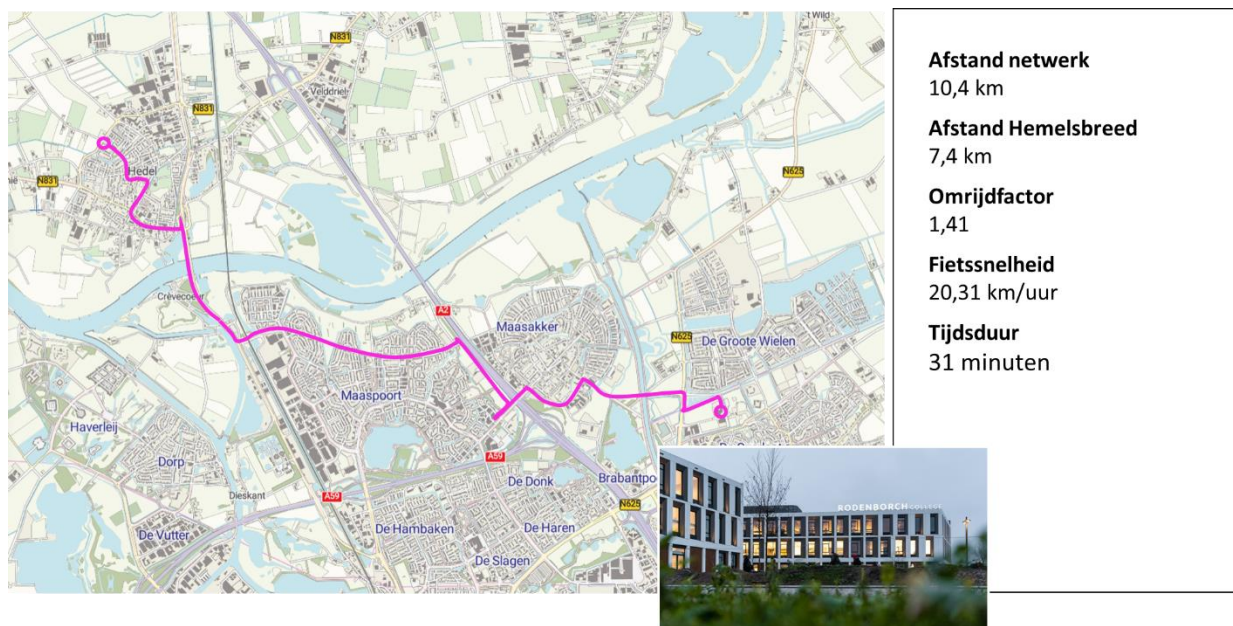 't Wild
N831
Velddriel
N831
Hedel
N831
N625
Crèvecoeur
A2
Maasakker
N625
De Groote Wielen
Maaspoort
Haverleij
Dorp
A59
De Donk
Brabantpo
Dieskant
A59
N625
De Vutter
De Hambaken
De Haren
De Slagen
RODENBORCH COLLEGE
Afstand netwerk
10,4 km
Afstand Hemelsbreed
7,4 km
Omrijdfactor
1,41
Fietssnelheid
20,31 km/uur
Tijdsduur
31 minuten